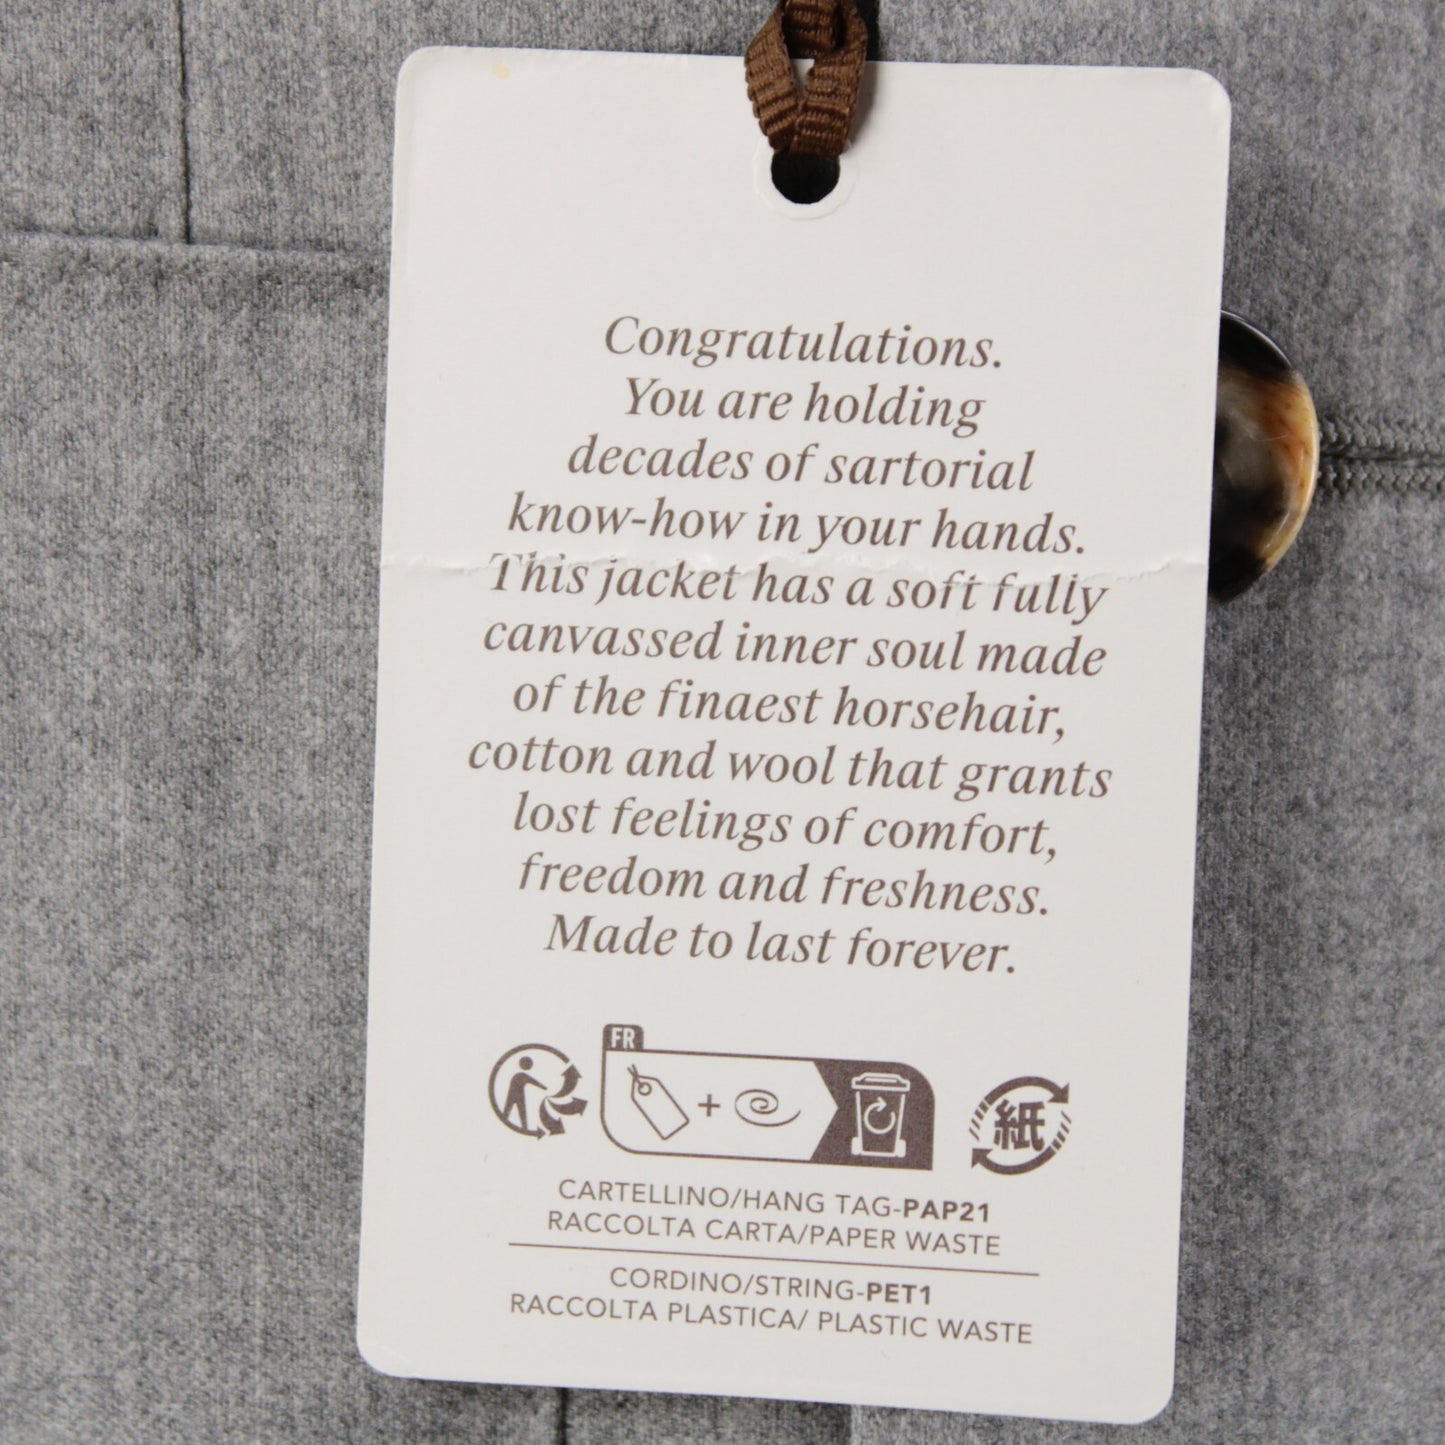 Congratulations.
You are holding
decades of sartorial
know-how in your hands.
This jacket has a soft fully
canvassed inner soul made
of the finaest horsehair,
cotton and wool that grants
lost feelings of comfort,
freedom and freshness.
Made to last forever.
FR
紙
CARTELLINO/HANG TAG-PAP21
RACCOLTA CARTA/PAPER WASTE
CORDINO/STRING-PET1
RACCOLTA PLASTICA/ PLASTIC WASTE